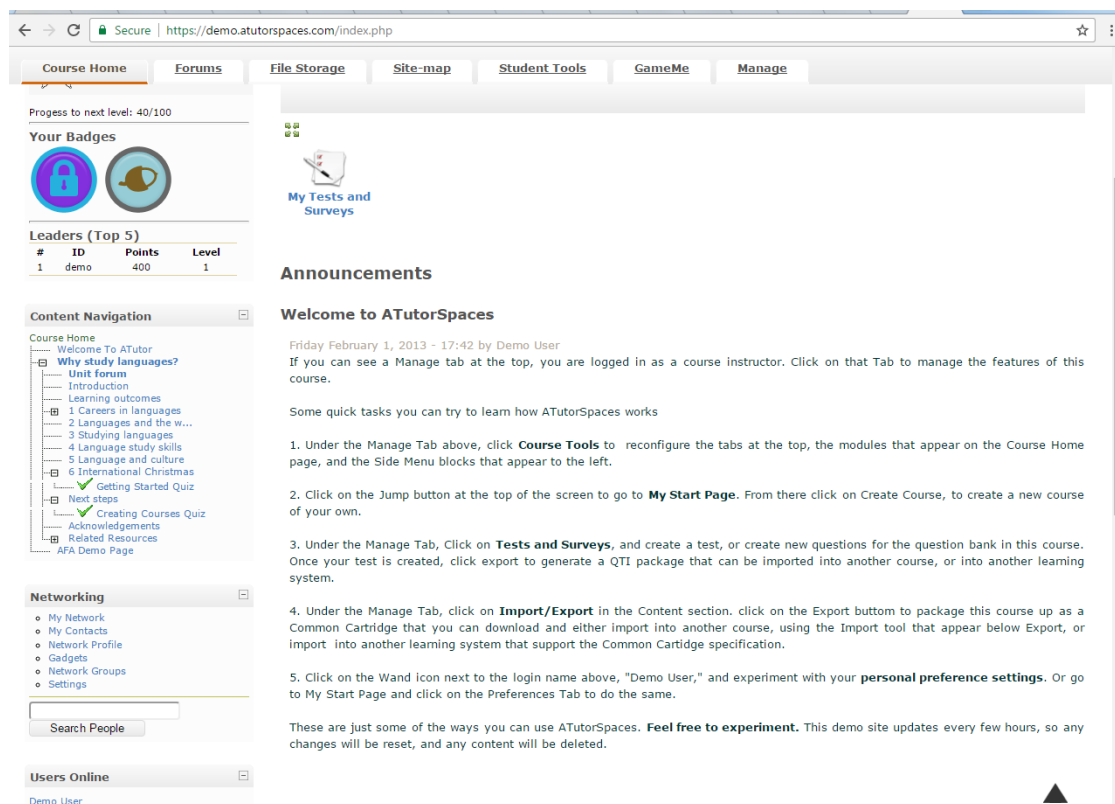 Secure | https://demo.atutorspaces.com/index.php
Course Home Forums File Storage Site-map Student Tools GameMe Manage
Progess to next level: 40/100
Your Badges
Leaders (Top 5)
# ID Points Level
1 demo 400 1
Content Navigation
Course Home
Welcome To ATutor
Why study languages?
Unit forum
Introduction
Learning outcomes
1 Careers in languages
2 Languages and the w...
3 Studying languages
4 Language study skills
5 Language and culture
6 International Christmas
Getting Started Quiz
Next steps
Creating Courses Quiz
Acknowledgements
Related Resources
AFA Demo Page
Networking
My Network
My Contacts
Network Profile
Gadgets
Network Groups
Settings
Search People
Users Online
Demo User
My Tests and
Surveys
Announcements
Welcome to ATutorSpaces
Friday February 1, 2013 - 17:42 by Demo User
If you can see a Manage tab at the top, you are logged in as a course instructor. Click on that Tab to manage the features of this
course.
Some quick tasks you can try to learn how ATutorSpaces works
1. Under the Manage Tab above, click Course Tools to reconfigure the tabs at the top, the modules that appear on the Course Home
page, and the Side Menu blocks that appear to the left.
2. Click on the Jump button at the top of the screen to go to My Start Page. From there click on Create Course, to create a new course
of your own.
3. Under the Manage Tab, Click on Tests and Surveys, and create a test, or create new questions for the question bank in this course.
Once your test is created, click export to generate a QTI package that can be imported into another course, or into another learning
system.
4. Under the Manage Tab, click on Import/Export in the Content section. click on the Export buttom to package this course up as a
Common Cartridge that you can download and either import into another course, using the Import tool that appear below Export, or
import into another learning system that support the Common Cartidge specification.
5. Click on the Wand icon next to the login name above, "Demo User," and experiment with your personal preference settings. Or go
to My Start Page and click on the Preferences Tab to do the same.
These are just some of the ways you can use ATutorSpaces. Feel free to experiment. This demo site updates every few hours, so any
changes will be reset, and any content will be deleted.